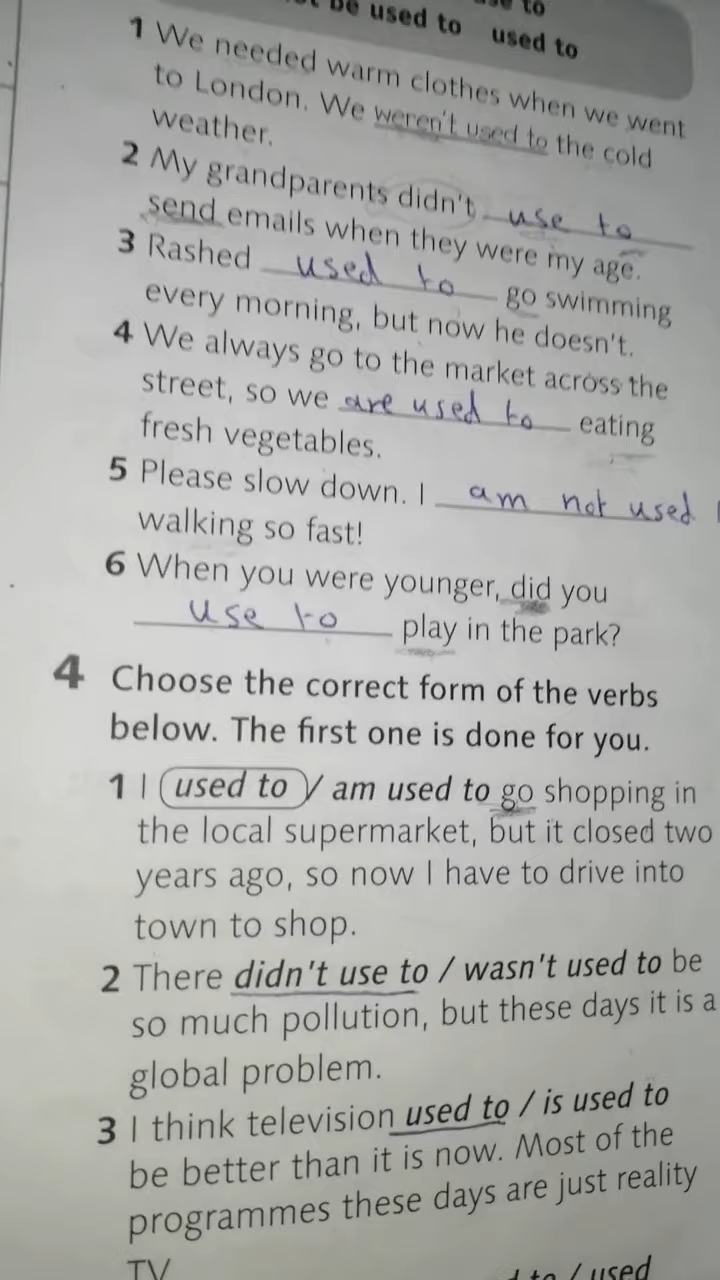 be used to used to
1 We needed warm clothes when we went
to London. We weren't used to the cold
weather.
2 My grandparents didn't use to
send emails when they were my age.
3 Rashed used to go swimming
every morning, but now he doesn't.
4 We always go to the market across the
street, so we are used to eating
fresh vegetables.
5 Please slow down. I am not used
walking so fast!
6 When you were younger, did you
use to play in the park?
4 Choose the correct form of the verbs
below. The first one is done for you.
1 I used to / am used to go shopping in
the local supermarket, but it closed two
years ago, so now I have to drive into
town to shop.
2 There didn't use to / wasn't used to be
so much pollution, but these days it is a
global problem.
3 I think television used to / is used to
be better than it is now. Most of the
programmes these days are just reality
TV
to / used